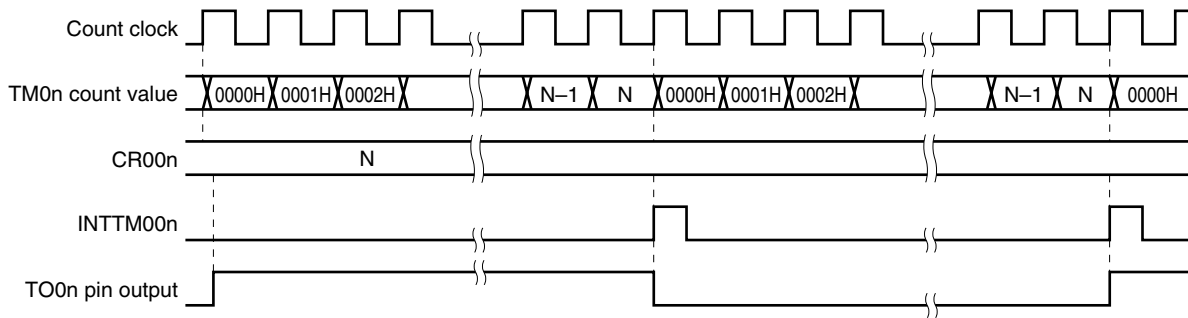 Count clock
TM0n count value 0000H 0001H 0002H N–1 N 0000H 0001H 0002H N–1 N 0000H
CR00n N
INTTM00n
TO0n pin output